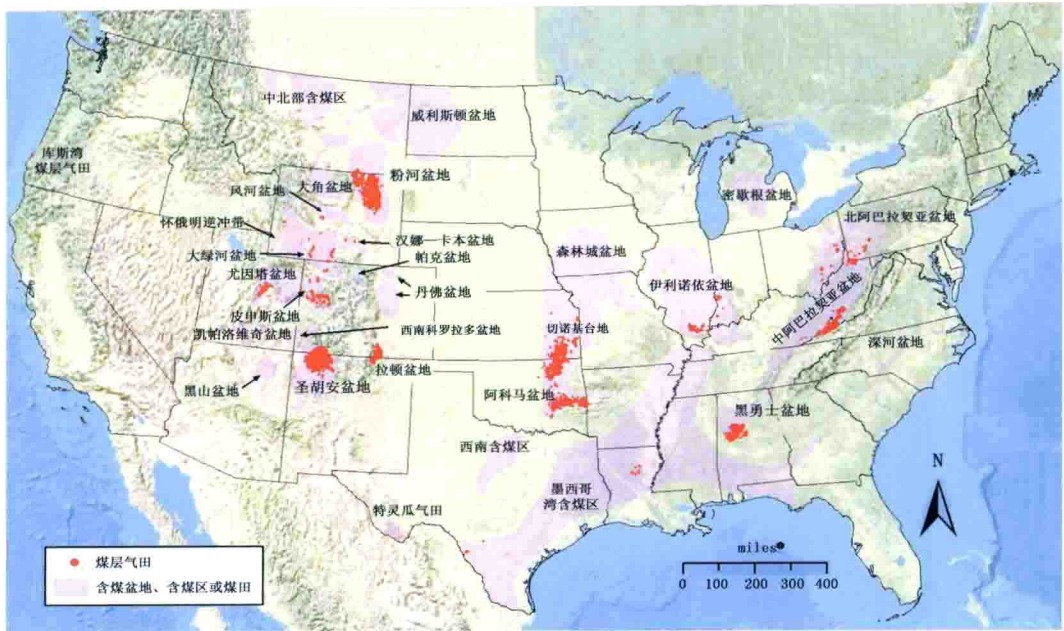 中北部含煤区
威利斯顿盆地
库斯湾
煤层气田
风河盆地
大角盆地
粉河盆地
密歇根盆地
怀俄明逆冲带
汉娜—卡本盆地
北阿巴拉契亚盆地
大绿河盆地
帕克盆地
森林城盆地
尤因塔盆地
丹佛盆地
伊利诺依盆地
皮申斯盆地
中阿巴拉契亚盆地
凯帕洛维奇盆地
西南科罗拉多盆地
切诺基台地
深河盆地
黑山盆地
圣胡安盆地
拉顿盆地
阿科马盆地
黑勇士盆地
西南含煤区
N
墨西哥
湾含煤区
特灵瓜气田
煤层气田
含煤盆地、含煤区或煤田
miles❶
0 100 200 300 400